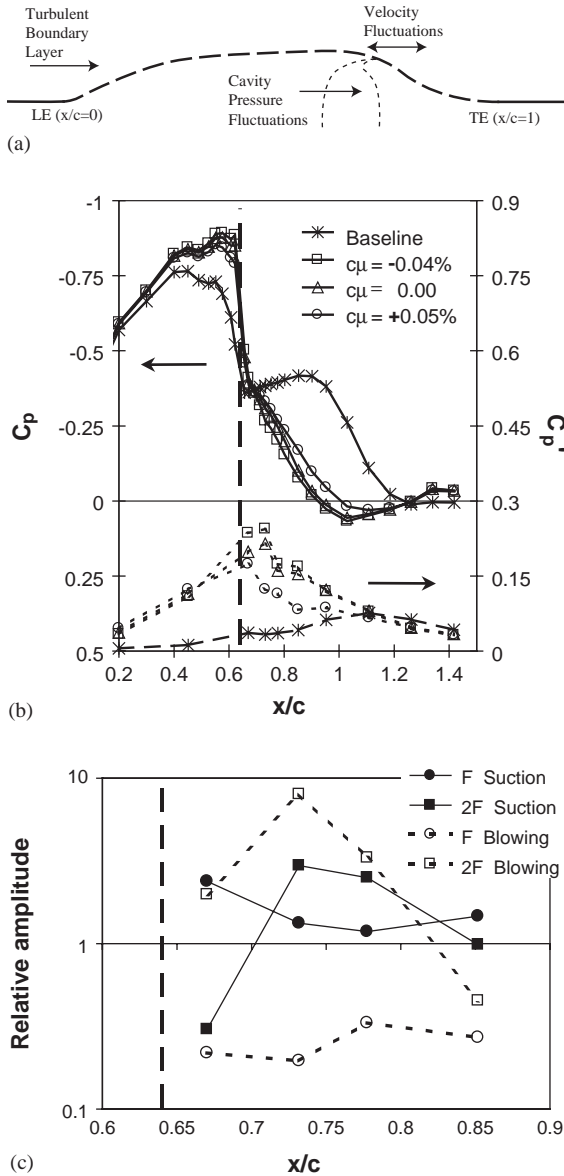 Turbulent
Boundary
Layer
Velocity
Fluctuations
Cavity
Pressure
Fluctuations
LE (x/c=0)
TE (x/c=1)
(a)
-1
-0.75
-0.5
-0.25
0
0.25
0.5
Cp
0.9
0.75
0.6
0.45
0.3
0.15
0
Cp'
Baseline
cμ = -0.04%
cμ = 0.00
cμ = +0.05%
0.2 0.4 0.6 0.8 1 1.2 1.4
x/c
(b)
10
1
0.1
Relative amplitude
F Suction
2F Suction
F Blowing
2F Blowing
0.6 0.65 0.7 0.75 0.8 0.85 0.9
x/c
(c)